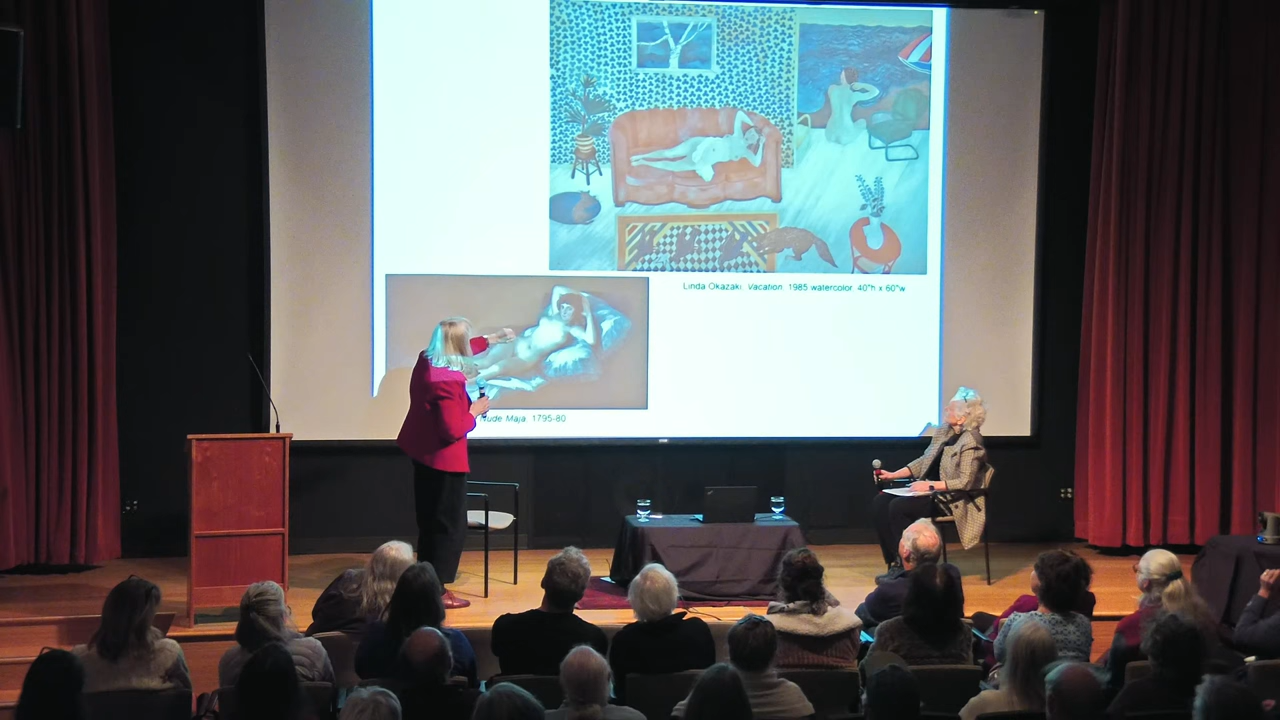 Linda Okazaki. Vacation. 1985 watercolor. 40"h x 60"w
Nude Maja. 1795-80